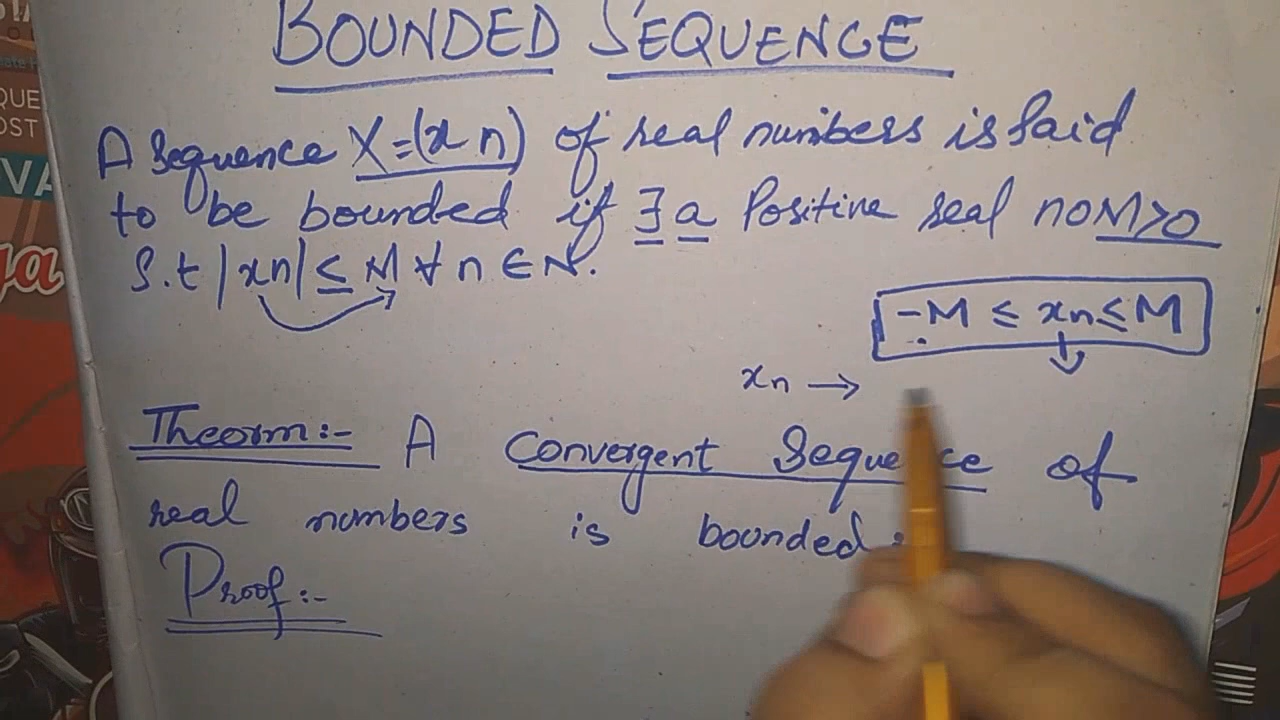 BOUNDED SEQUENCE
A Sequence X=(xn) of real numbers is Said
to be bounded if ∃ a Positive real no M>0
S.t |xn| ≤ M ∀ n ∈ N.
-M ≤ xn ≤ M
xn →
Theorm:- A Convergent Sequence of
real numbers is bounded.
Proof:-